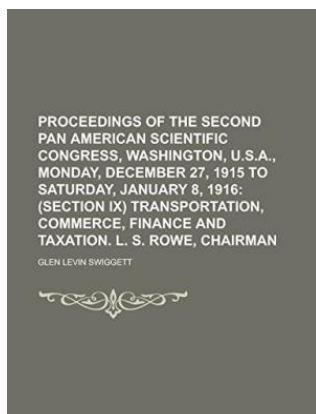 PROCEEDINGS OF THE SECOND
PAN AMERICAN SCIENTIFIC
CONGRESS, WASHINGTON, U.S.A.,
MONDAY, DECEMBER 27, 1915 TO
SATURDAY, JANUARY 8, 1916:
(SECTION IX) TRANSPORTATION,
COMMERCE, FINANCE AND
TAXATION. L. S. ROWE, CHAIRMAN
GLEN LEVIN SWIGGETT